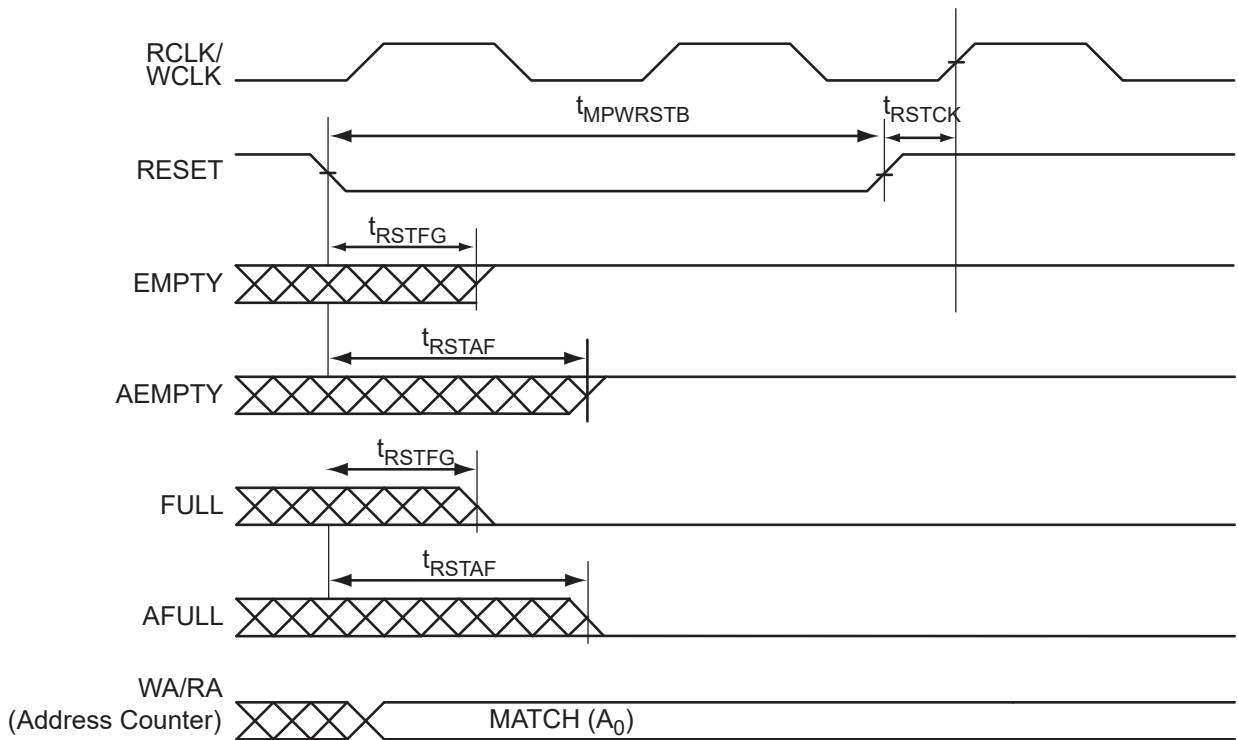 RCLK/
WCLK
tMPWRSTB
tRSTCK
RESET
tRSTFG
EMPTY
tRSTAF
AEMPTY
tRSTFG
FULL
tRSTAF
AFULL
WA/RA
(Address Counter)
MATCH (A0)